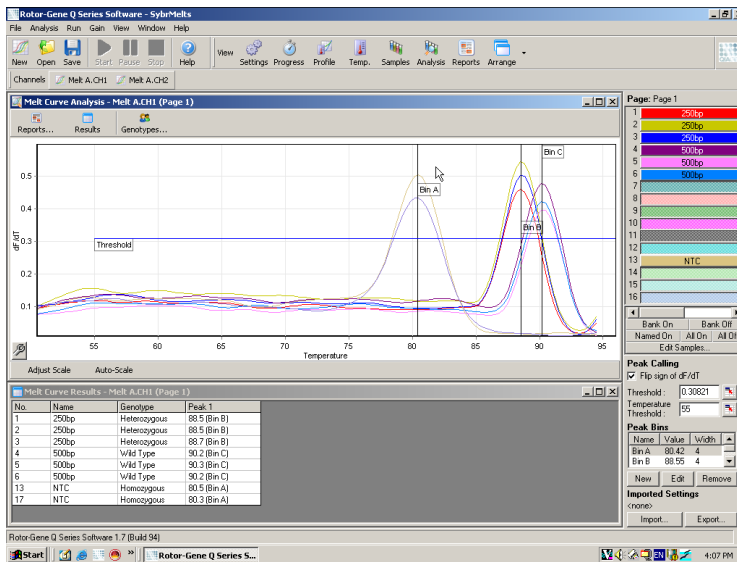 Rotor-Gene Q Series Software - SybrMelts
File Analysis Run Gain View Window Help
New Open Save Start Pause Stop Help View Settings Progress Profile Temp. Samples Analysis Reports Arrange
Channels Melt A.CH1 Melt A.CH2
Melt Curve Analysis - Melt A.CH1 (Page 1)
Reports... Results Genotypes...
Bin C
Bin A
Bin B
Threshold
dF/dT
0.5
0.4
0.3
0.2
0.1
55 60 65 70 75 80 85 90 95
Temperature
Adjust Scale Auto-Scale
Melt Curve Results - Melt A.CH1 (Page 1)
No. Name Genotype Peak 1
1 250bp Heterozygous 88.5 (Bin B)
2 250bp Heterozygous 88.5 (Bin B)
3 250bp Heterozygous 88.7 (Bin B)
4 500bp Wild Type 90.2 (Bin C)
5 500bp Wild Type 90.3 (Bin C)
6 500bp Wild Type 90.2 (Bin C)
13 NTC Homozygous 80.5 (Bin A)
17 NTC Homozygous 80.3 (Bin A)
Page: Page 1
1 250bp
2 250bp
3 250bp
4 500bp
5 500bp
6 500bp
7
8
9
10
11
12
13 NTC
14
15
16
Bank On Bank Off
Named On All On All Off
Edit Samples...
Peak Calling
Flip sign of dF/dT
Threshold : 0.30821
Temperature
Threshold : 55
Peak Bins
Name Value Width
Bin A 80.42 4
Bin B 88.55 4
New Edit Remove
Imported Settings
<none>
Import... Export...
Rotor-Gene Q Series Software 1.7 (Build 94)
Start » Rotor-Gene Q Series S... EN 4:07 PM